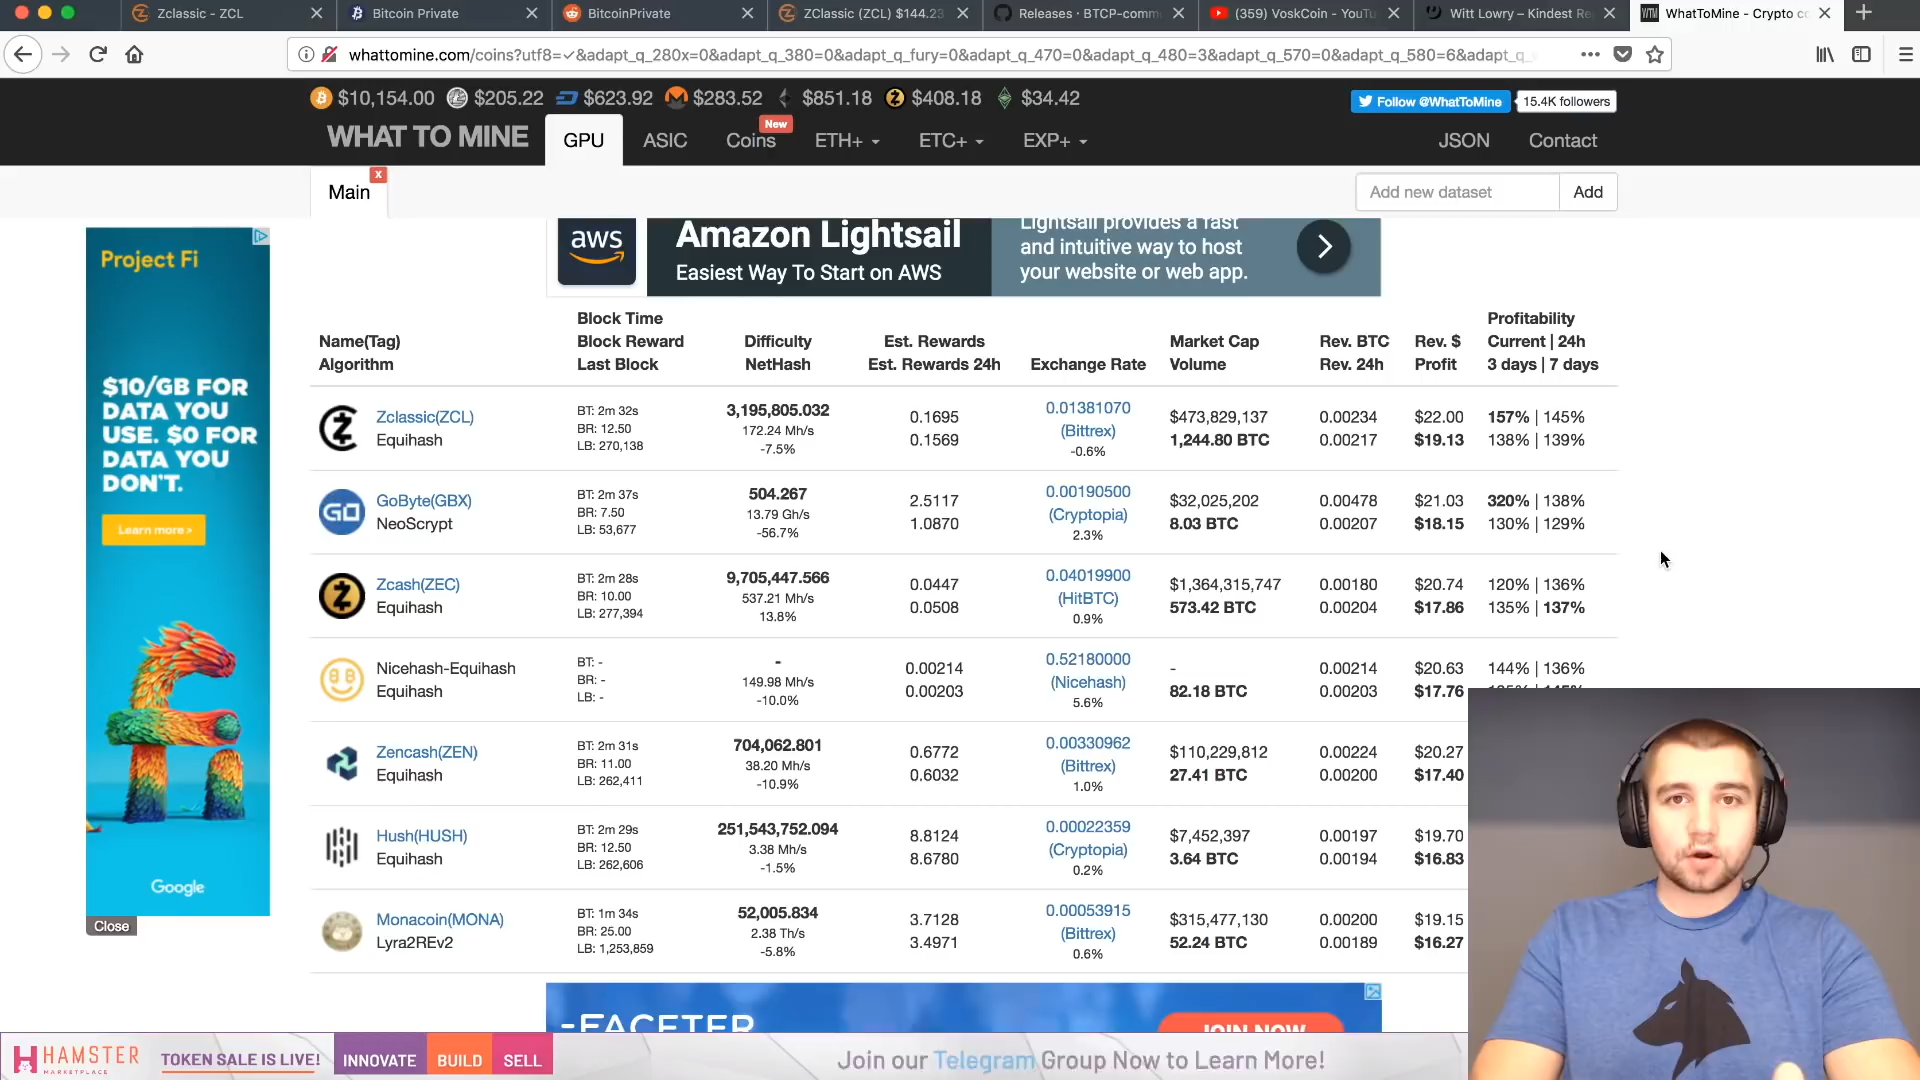 Zclassic - ZCL
Bitcoin Private
BitcoinPrivate
ZClassic (ZCL) $144.23
Releases · BTCP-comm
(359) VoskCoin - YouTu
Witt Lowry – Kindest Re
WhatToMine - Crypto co
whattomine.com/coins?utf8=✓&adapt_q_280x=0&adapt_q_380=0&adapt_q_fury=0&adapt_q_470=0&adapt_q_480=3&adapt_q_570=0&adapt_q_580=6&adapt_q_
$10,154.00 $205.22 $623.92 $283.52 $851.18 $408.18 $34.42
Follow @WhatToMine 15.4K followers
WHAT TO MINE GPU ASIC Coins New ETH+ ETC+ EXP+ JSON Contact
Main x
Add new dataset Add
Project Fi
$10/GB FOR
DATA YOU
USE. $0 FOR
DATA YOU
DON'T.
Learn more >
Google
Close
aws
Amazon Lightsail
Easiest Way To Start on AWS
Lightsail provides a fast
and intuitive way to host
your website or web app.
Name(Tag)
Algorithm
Block Time
Block Reward
Last Block
Difficulty
NetHash
Est. Rewards
Est. Rewards 24h
Exchange Rate
Market Cap
Volume
Rev. BTC
Rev. 24h
Rev. $
Profit
Profitability
Current | 24h
3 days | 7 days
Zclassic(ZCL)
Equihash
BT: 2m 32s
BR: 12.50
LB: 270,138
3,195,805.032
172.24 Mh/s
-7.5%
0.1695
0.1569
0.01381070
(Bittrex)
-0.6%
$473,829,137
1,244.80 BTC
0.00234
0.00217
$22.00
$19.13
157% | 145%
138% | 139%
GoByte(GBX)
NeoScrypt
BT: 2m 37s
BR: 7.50
LB: 53,677
504.267
13.79 Gh/s
-56.7%
2.5117
1.0870
0.00190500
(Cryptopia)
2.3%
$32,025,202
8.03 BTC
0.00478
0.00207
$21.03
$18.15
320% | 138%
130% | 129%
Zcash(ZEC)
Equihash
BT: 2m 28s
BR: 10.00
LB: 277,394
9,705,447.566
537.21 Mh/s
13.8%
0.0447
0.0508
0.04019900
(HitBTC)
0.9%
$1,364,315,747
573.42 BTC
0.00180
0.00204
$20.74
$17.86
120% | 136%
135% | 137%
Nicehash-Equihash
Equihash
BT: -
BR: -
LB: -
-
149.98 Mh/s
-10.0%
0.00214
0.00203
0.52180000
(Nicehash)
5.6%
-
82.18 BTC
0.00214
0.00203
$20.63
$17.76
144% | 136%
Zencash(ZEN)
Equihash
BT: 2m 31s
BR: 11.00
LB: 262,411
704,062.801
38.20 Mh/s
-10.9%
0.6772
0.6032
0.00330962
(Bittrex)
1.0%
$110,229,812
27.41 BTC
0.00224
0.00200
$20.27
$17.40
Hush(HUSH)
Equihash
BT: 2m 29s
BR: 12.50
LB: 262,606
251,543,752.094
3.38 Mh/s
-1.5%
8.8124
8.6780
0.00022359
(Cryptopia)
0.2%
$7,452,397
3.64 BTC
0.00197
0.00194
$19.70
$16.83
Monacoin(MONA)
Lyra2REv2
BT: 1m 34s
BR: 25.00
LB: 1,253,859
52,005.834
2.38 Th/s
-5.8%
3.7128
3.4971
0.00053915
(Bittrex)
0.6%
$315,477,130
52.24 BTC
0.00200
0.00189
$19.15
$16.27
-FACETER
JOIN NOW
HAMSTER
MARKETPLACE
TOKEN SALE IS LIVE!
INNOVATE BUILD SELL
Join our Telegram Group Now to Learn More!